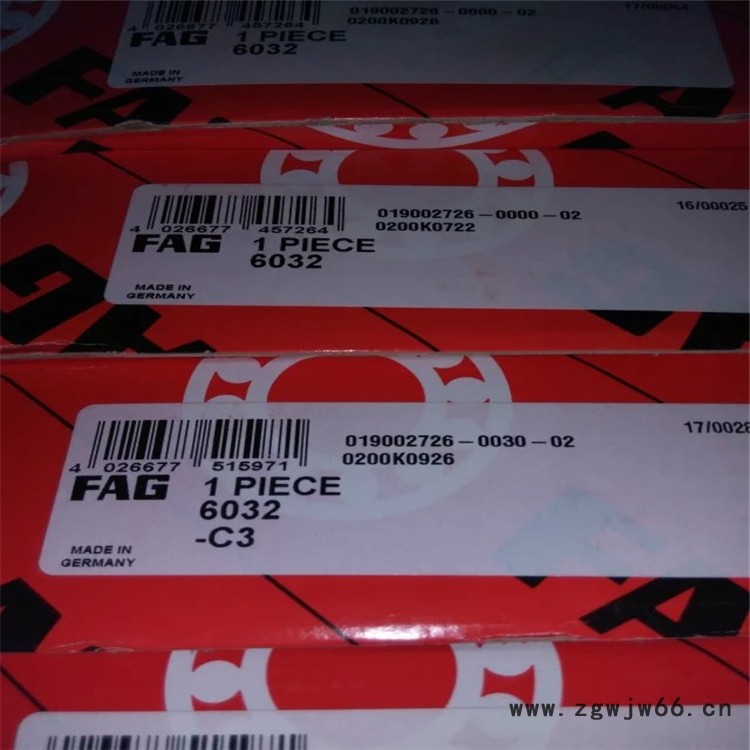 4 026677 457264
019002726-0000-02
0200K0926
FAG 1 PIECE
6032
MADE IN
GERMANY
4 026677 457264
019002726-0000-02
0200K0722
16/00025
FAG 1 PIECE
6032
MADE IN
GERMANY
4 026677 515971
019002726-0030-02
0200K0926
17/0028
FAG 1 PIECE
6032
-C3
MADE IN
GERMANY
www.zgwjw66.cn